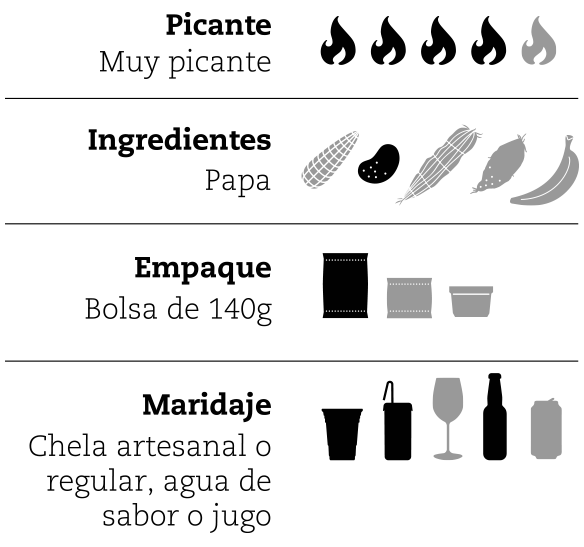 Picante
Muy picante
Ingredientes
Papa
Empaque
Bolsa de 140g
Maridaje
Chela artesanal o
regular, agua de
sabor o jugo